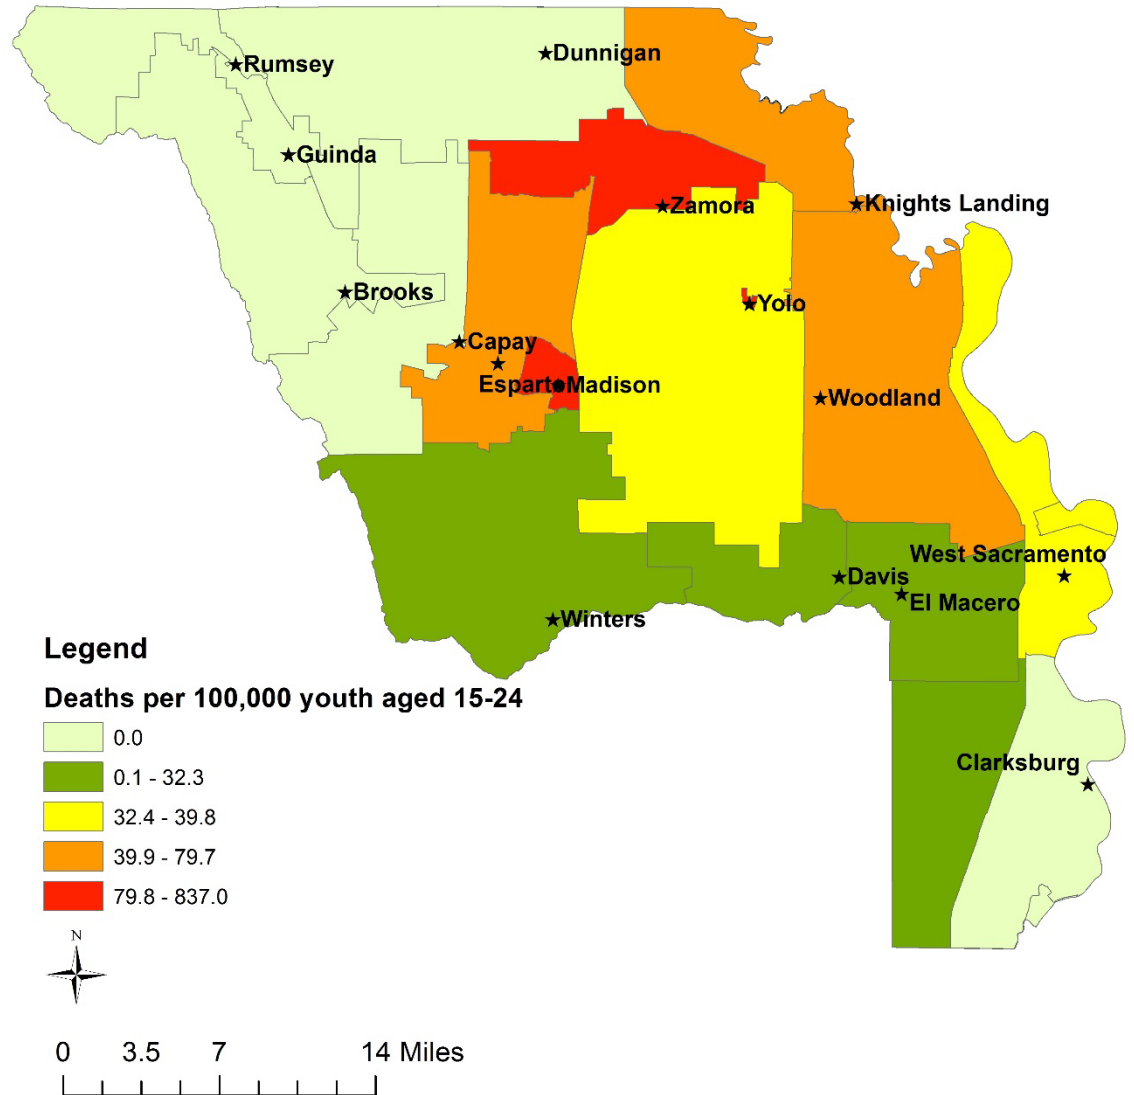 Dunnigan
Rumsey
Guinda
Knights Landing
Zamora
Brooks
Yolo
Capay
Esparto
Madison
Woodland
West Sacramento
Davis
El Macero
Winters
Legend
Deaths per 100,000 youth aged 15-24
0.0
0.1 - 32.3
Clarksburg
32.4 - 39.8
39.9 - 79.7
79.8 - 837.0
N
0 3.5 7 14 Miles